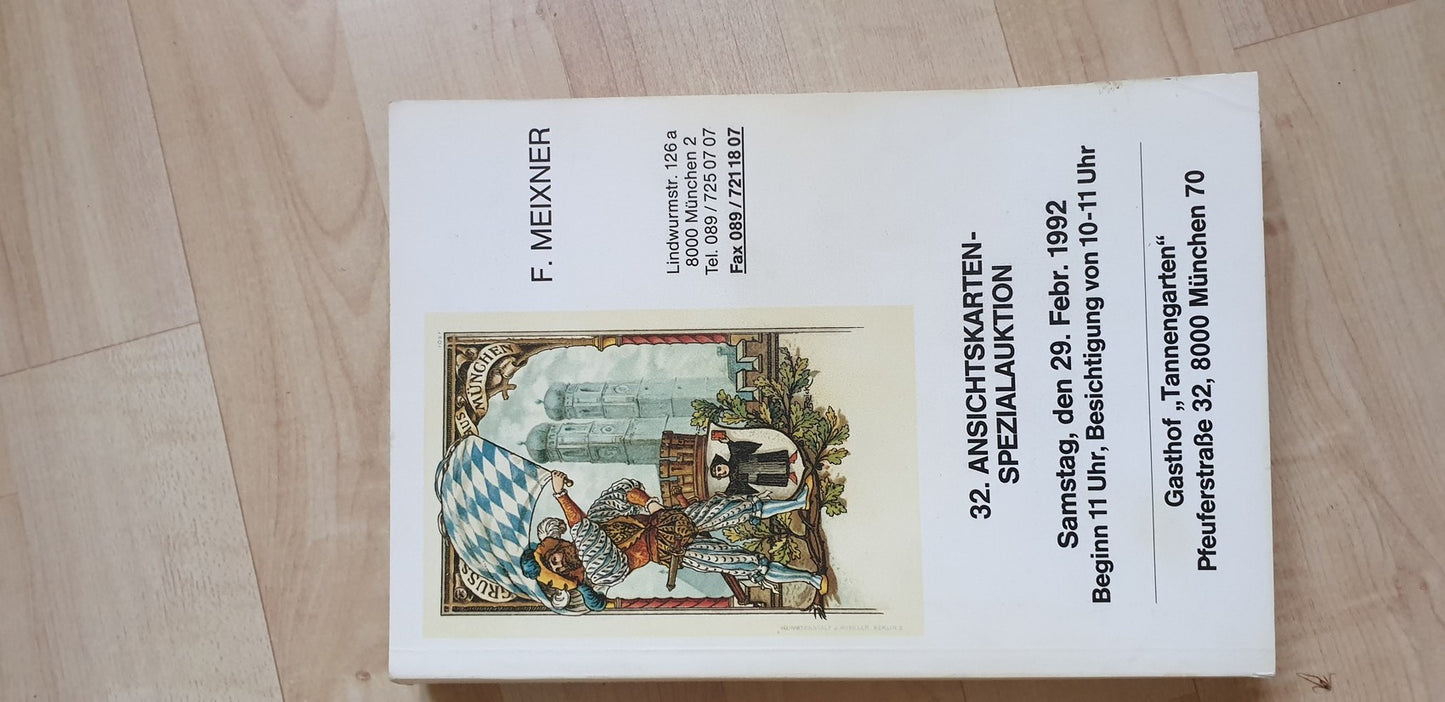 GRUSS AUS MÜNCHEN
F. MEIXNER
Lindwurmstr. 126 a
8000 München 2
Tel. 089 / 725 07 07
Fax 089 / 721 18 07
32. ANSICHTSKARTEN-
SPEZIALAUKTION
Samstag, den 29. Febr. 1992
Beginn 11 Uhr, Besichtigung von 10-11 Uhr
Gasthof „Tannengarten“
Pfeuferstraße 32, 8000 München 70